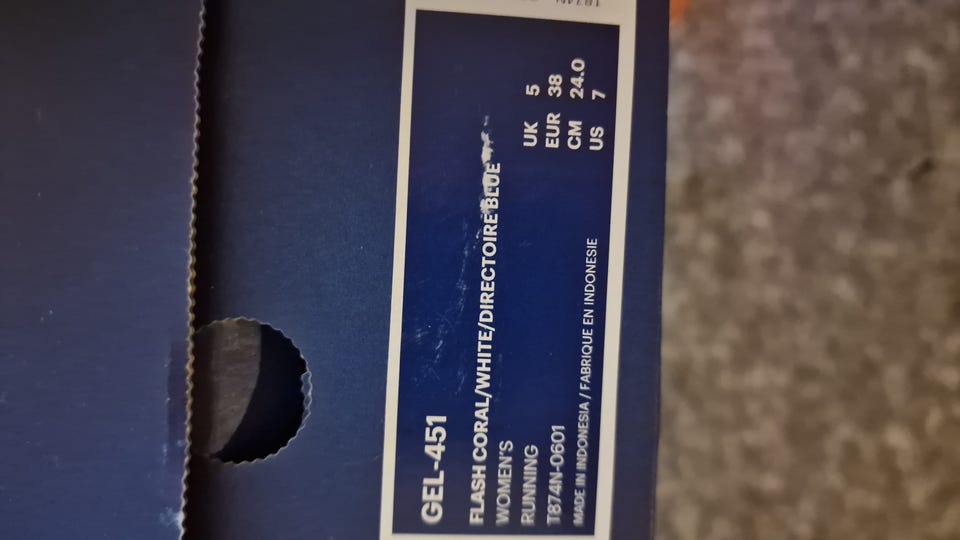 GEL-451
FLASH CORAL/WHITE/DIRECTOIRE BLUE
WOMEN'S
RUNNING
T874N-0601
MADE IN INDONESIA / FABRIQUE EN INDONESIE
UK 5
EUR 38
CM 24.0
US 7